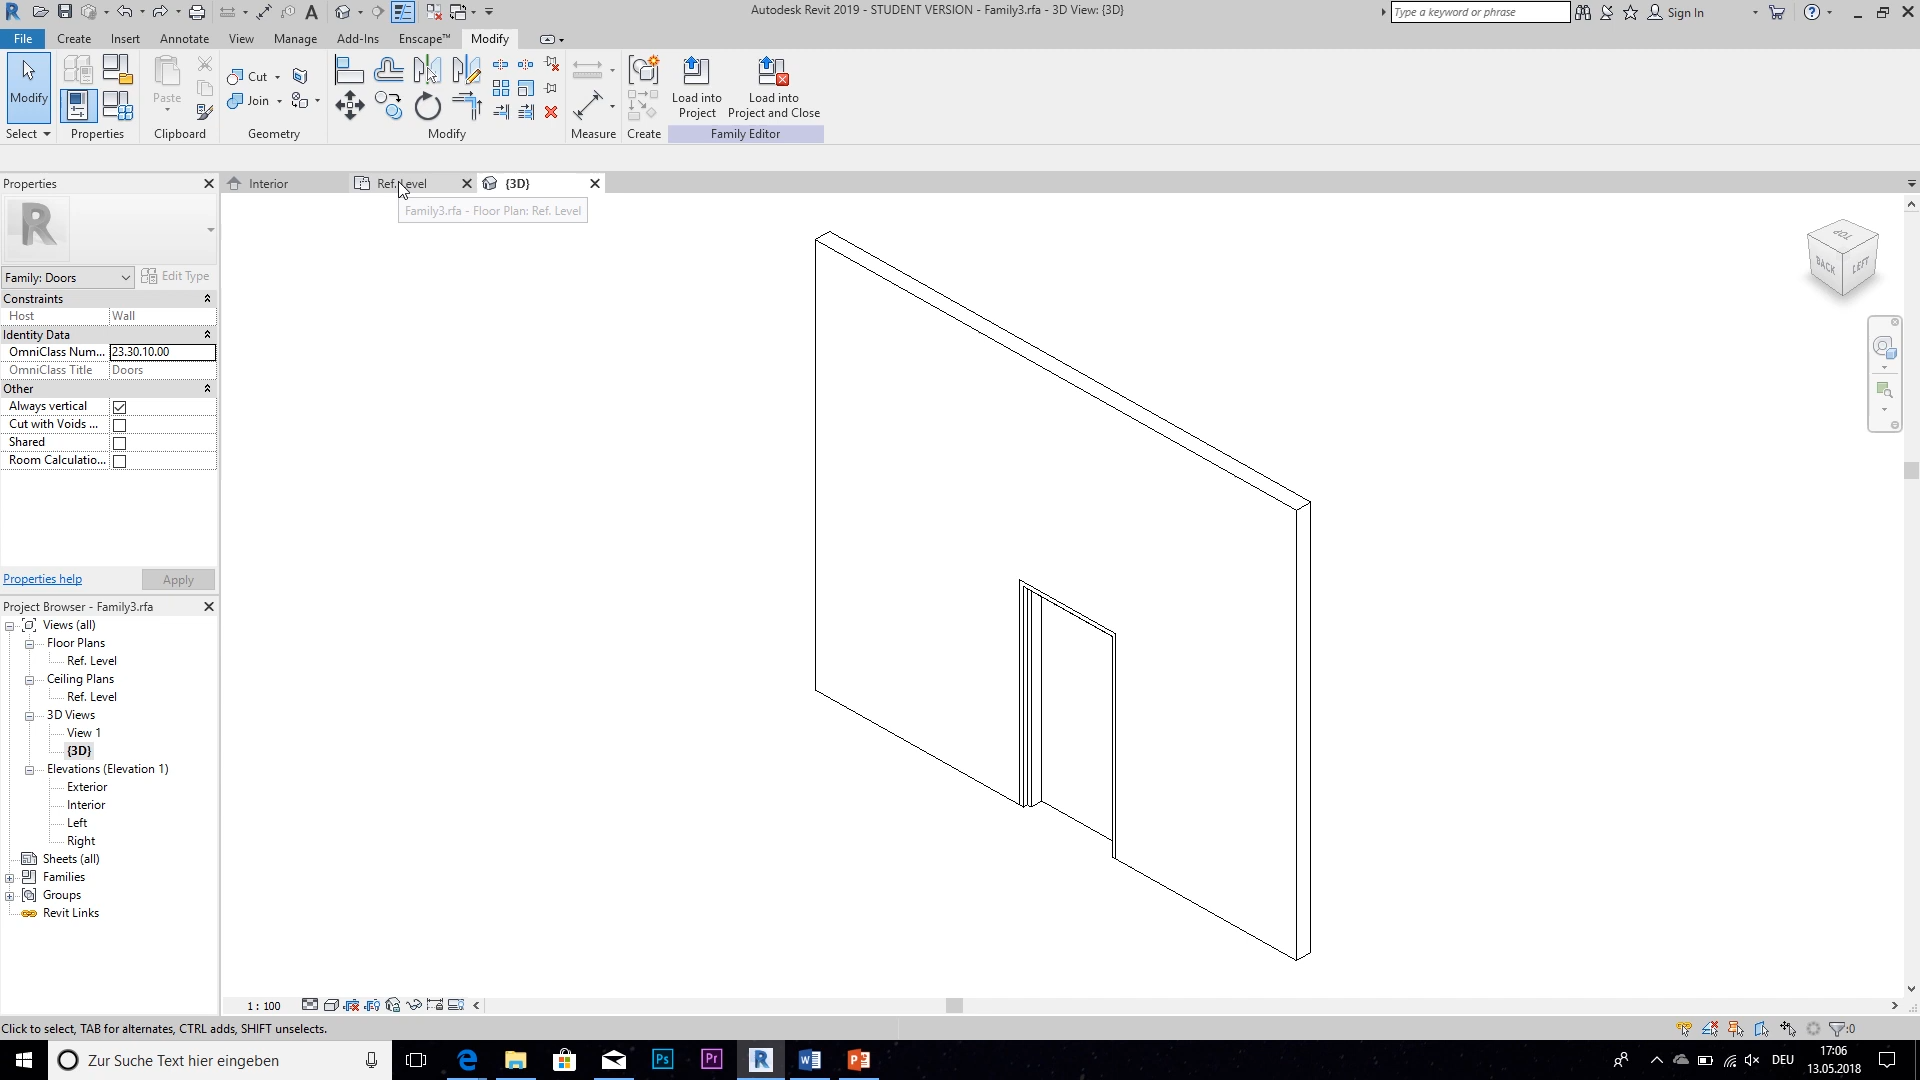 Autodesk Revit 2019 - STUDENT VERSION - Family3.rfa - 3D View: {3D}
Type a keyword or phrase
Sign In
File Create Insert Annotate View Manage Add-Ins Enscape™ Modify
Modify
Paste
Cut
Join
Load into Project
Load into Project and Close
Select Properties Clipboard Geometry Modify Measure Create Family Editor
Properties
Interior
Ref. Level
{3D}
Family3.rfa - Floor Plan: Ref. Level
Family: Doors
Edit Type
Constraints
Host Wall
Identity Data
OmniClass Num... 23.30.10.00
OmniClass Title Doors
Other
Always vertical
Cut with Voids ...
Shared
Room Calculatio...
Properties help
Apply
TOP
BACK
LEFT
Project Browser - Family3.rfa
Views (all)
Floor Plans
Ref. Level
Ceiling Plans
Ref. Level
3D Views
View 1
{3D}
Elevations (Elevation 1)
Exterior
Interior
Left
Right
Sheets (all)
Families
Groups
Revit Links
1 : 100
Click to select, TAB for alternates, CTRL adds, SHIFT unselects.
:0
Zur Suche Text hier eingeben
Ps
Pr
R
DEU
17:06
13.05.2018